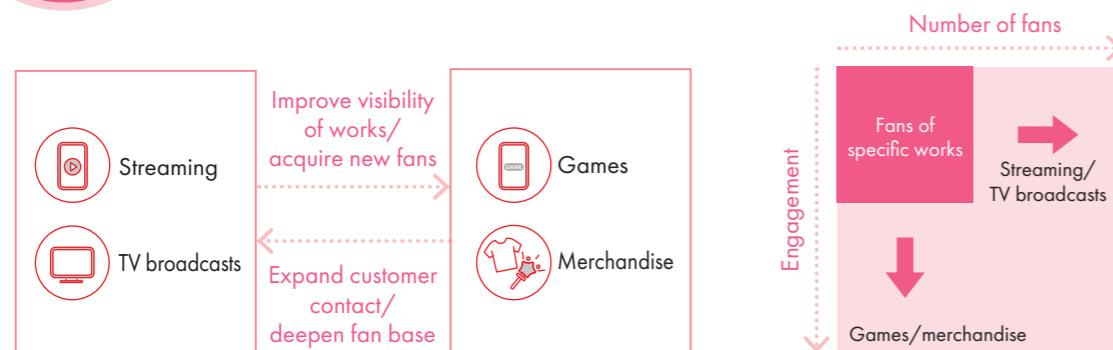 Streaming
TV broadcasts
Improve visibility
of works/
acquire new fans
Expand customer
contact/
deepen fan base
GAME
Games
Merchandise
Number of fans
Engagement
Fans of
specific works
Streaming/
TV broadcasts
Games/merchandise